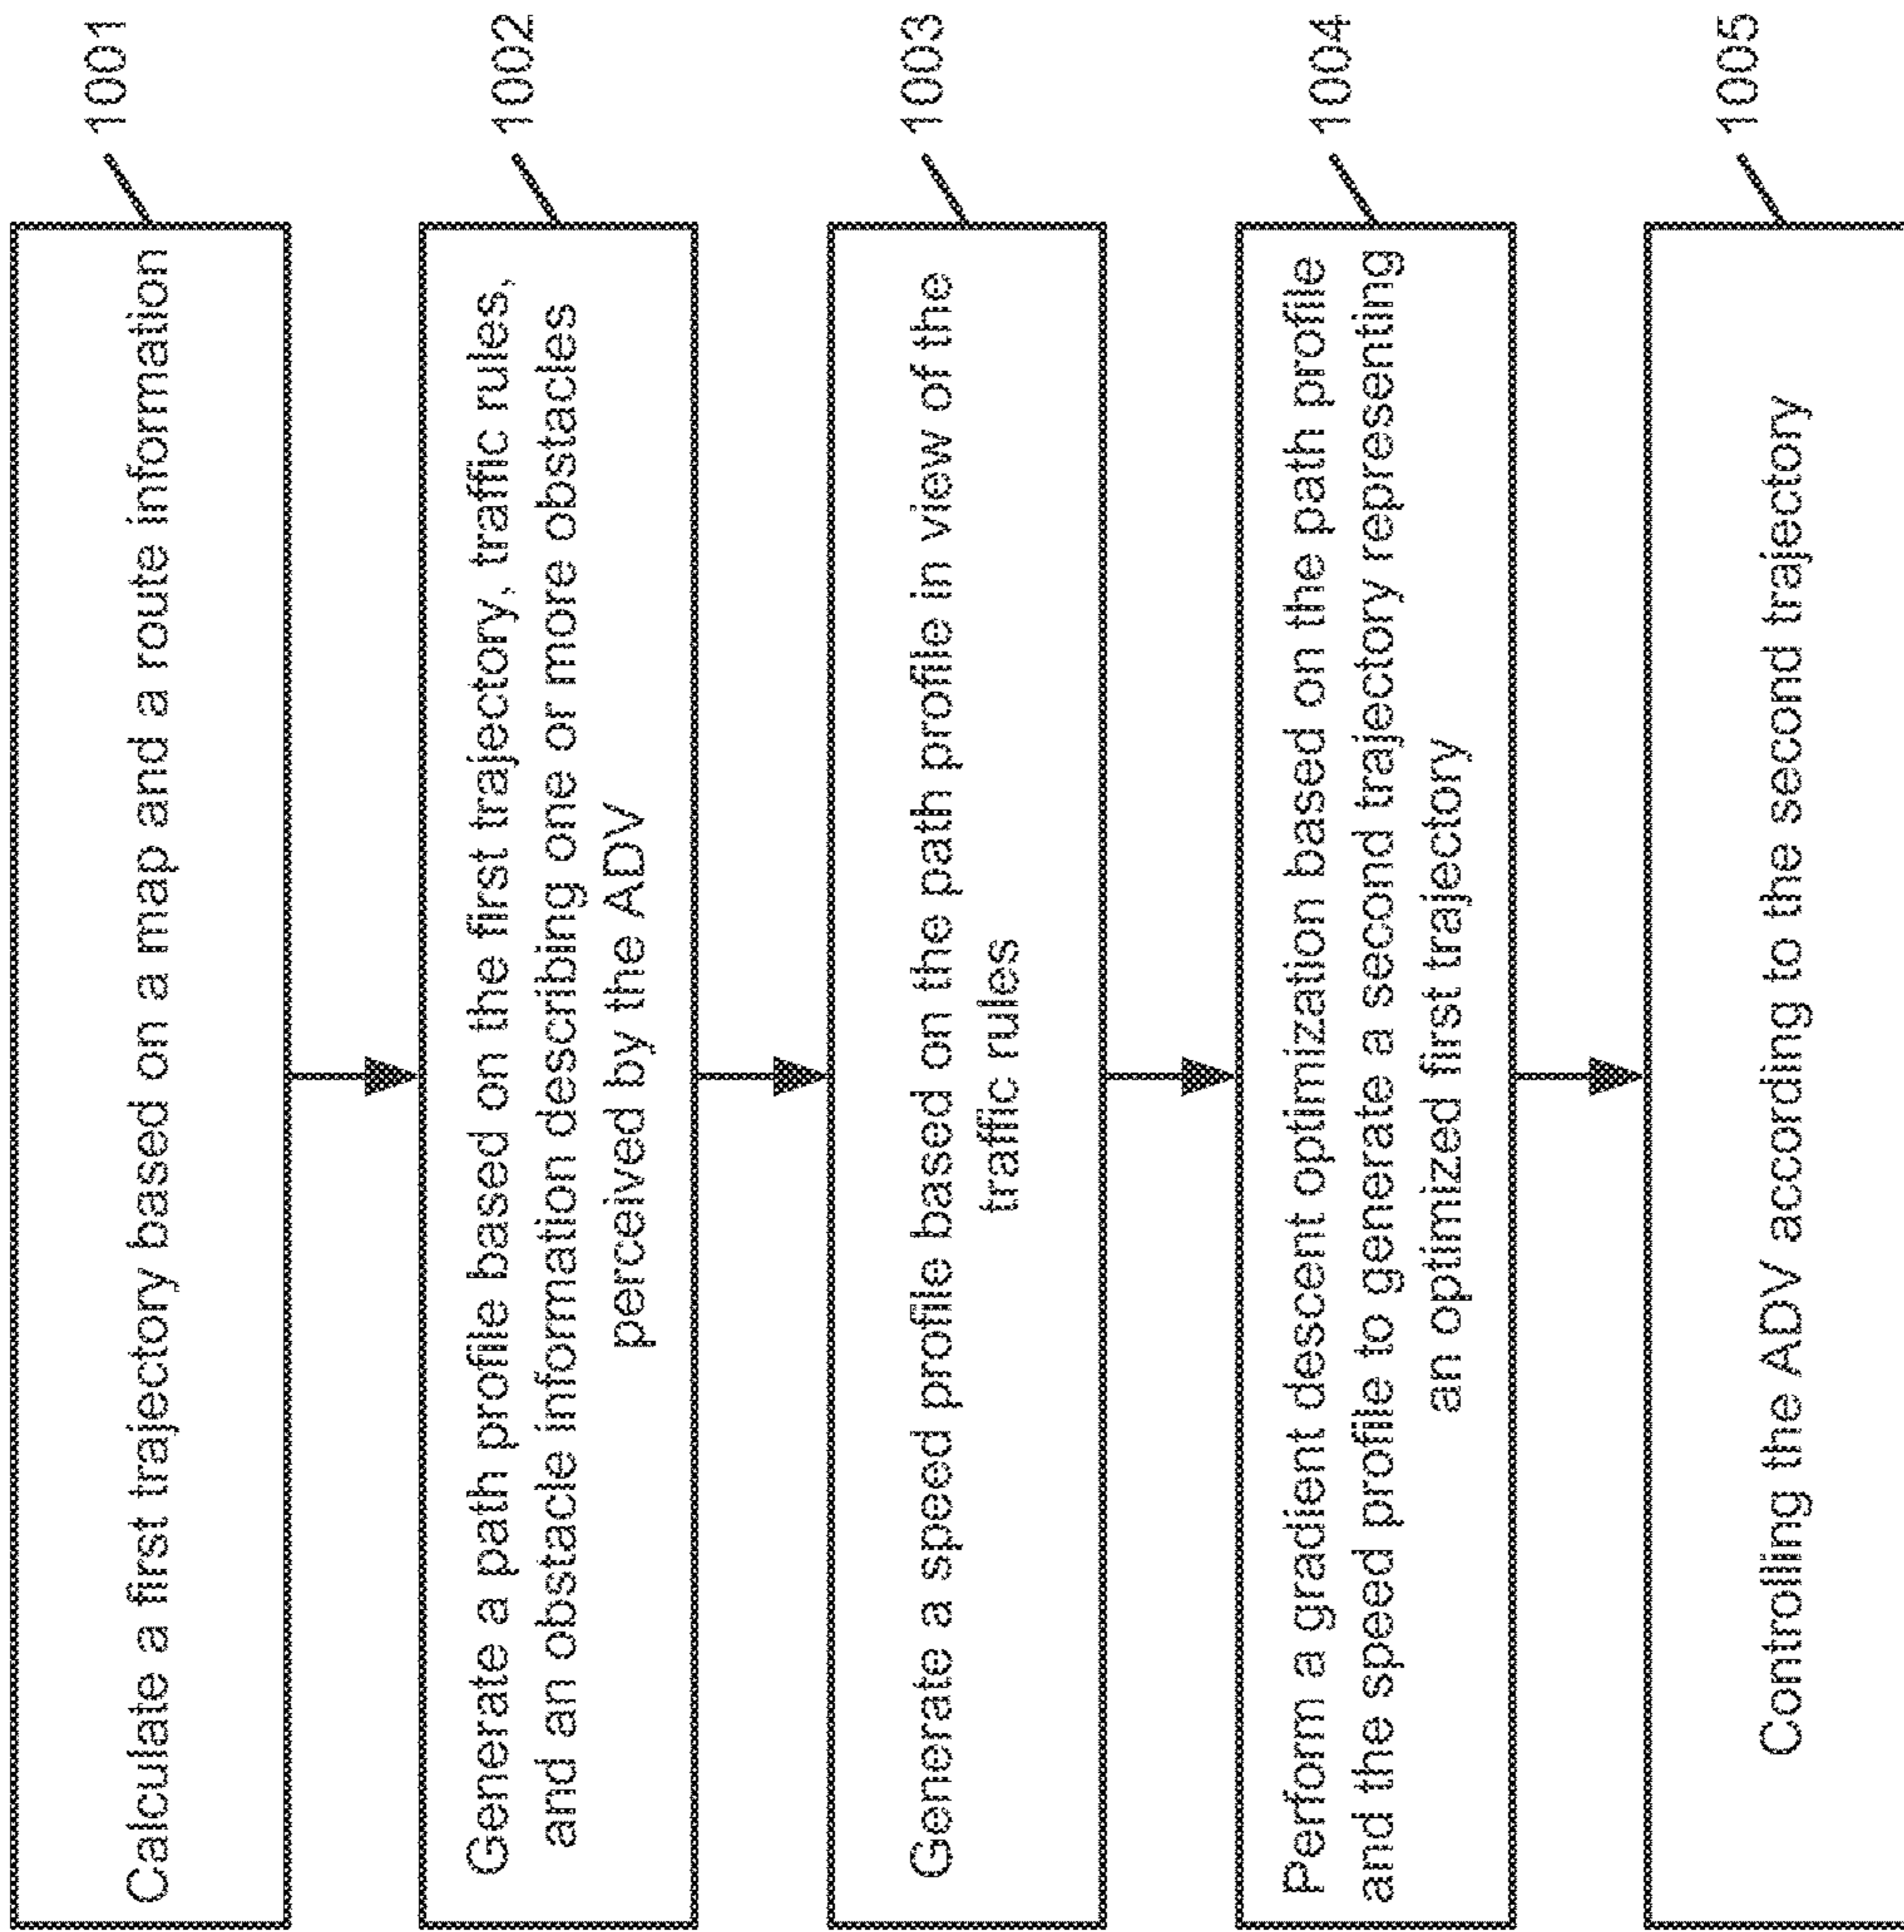 1001
Calculate a first trajectory based on a map and a route information
1002
Generate a path profile based on the first trajectory, traffic rules,
and an obstacle information describing one or more obstacles
perceived by the ADV
1003
Generate a speed profile based on the path profile in view of the
traffic rules
1004
Perform a gradient descent optimization based on the path profile
and the speed profile to generate a second trajectory representing
an optimized first trajectory
1005
Controlling the ADV according to the second trajectory